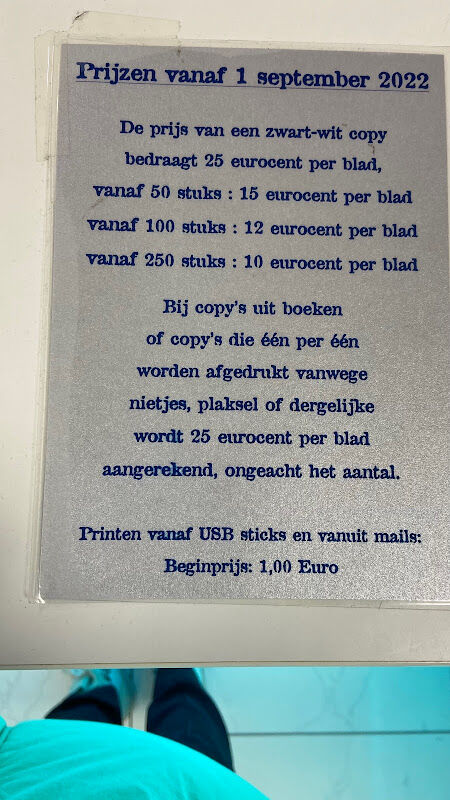 Prijzen vanaf 1 september 2022
De prijs van een zwart-wit copy
bedraagt 25 eurocent per blad,
vanaf 50 stuks : 15 eurocent per blad
vanaf 100 stuks : 12 eurocent per blad
vanaf 250 stuks : 10 eurocent per blad
Bij copy's uit boeken
of copy's die één per één
worden afgedrukt vanwege
nietjes, plaksel of dergelijke
wordt 25 eurocent per blad
aangerekend, ongeacht het aantal.
Printen vanaf USB sticks en vanuit mails:
Beginprijs: 1,00 Euro